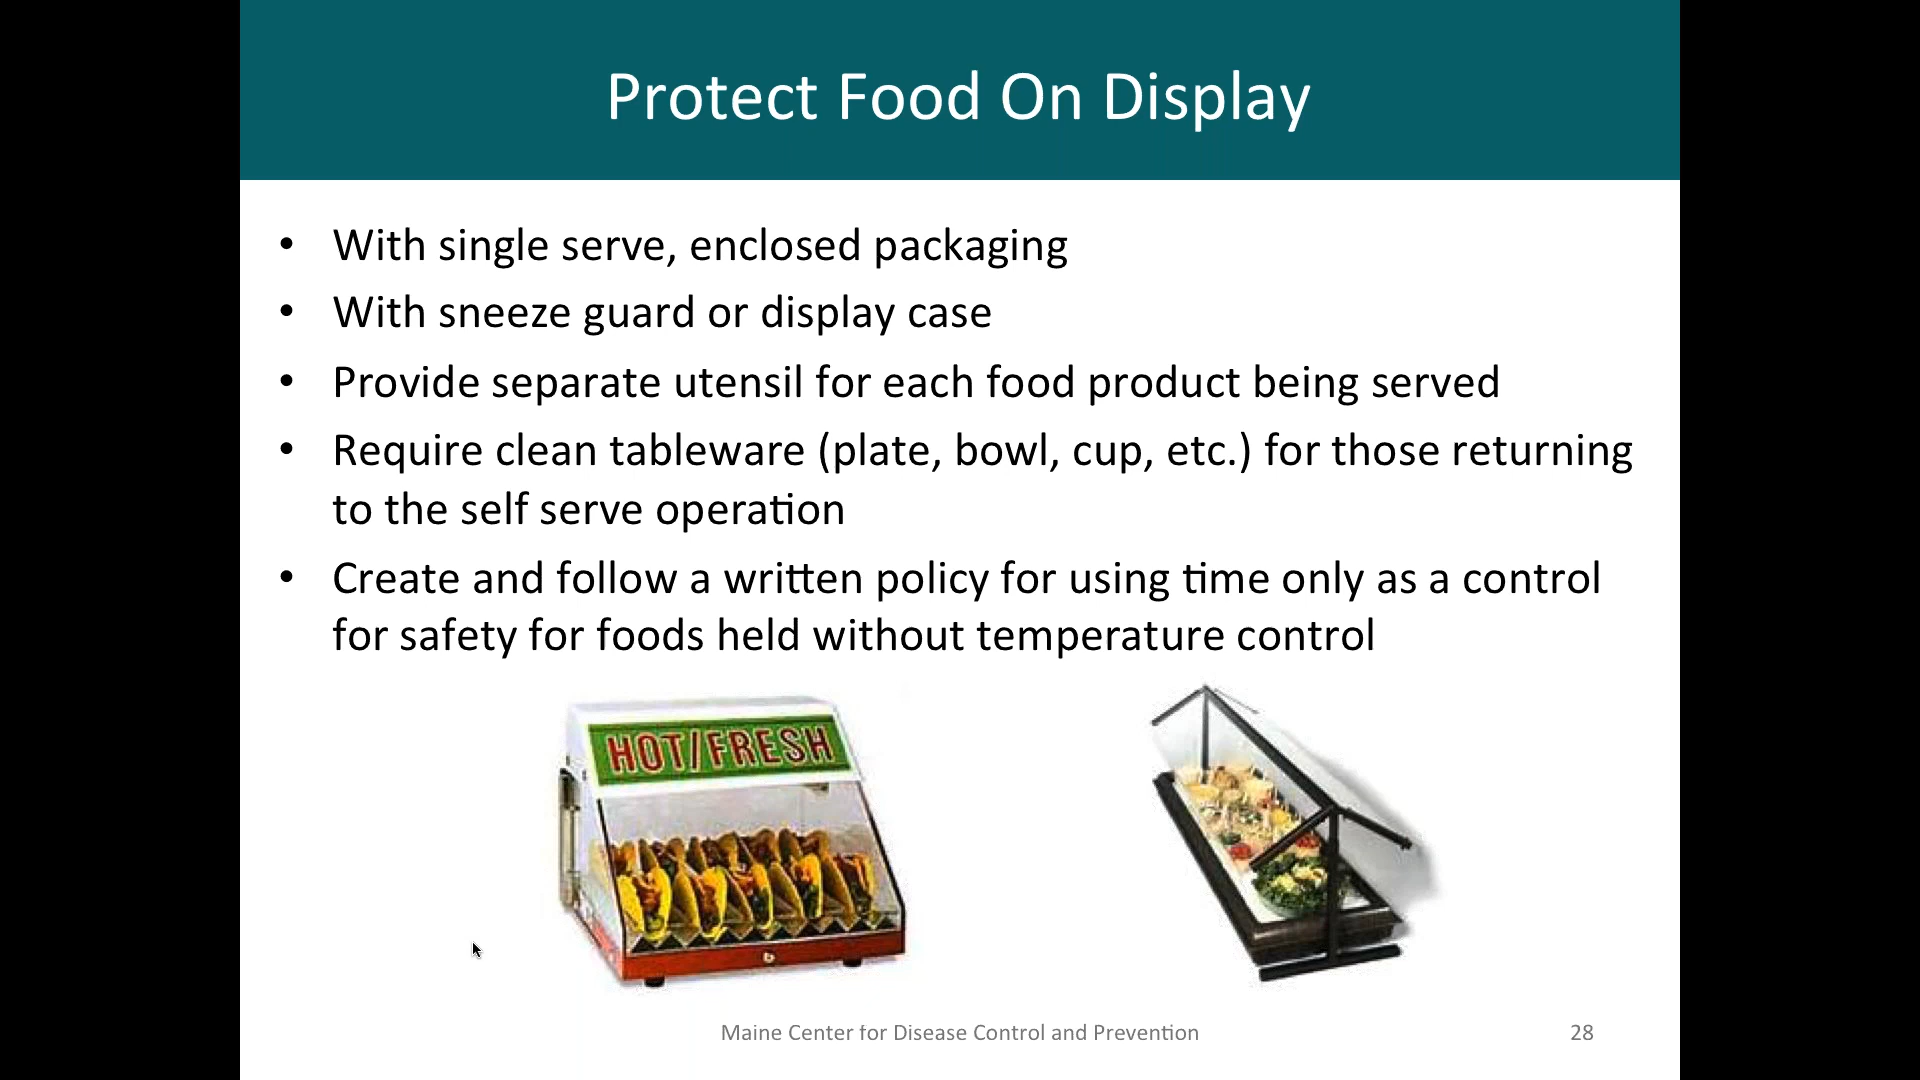 Protect Food On Display
• With single serve, enclosed packaging
• With sneeze guard or display case
• Provide separate utensil for each food product being served
• Require clean tableware (plate, bowl, cup, etc.) for those returning
to the self serve operation
• Create and follow a written policy for using time only as a control
for safety for foods held without temperature control
HOT/FRESH
Maine Center for Disease Control and Prevention
28